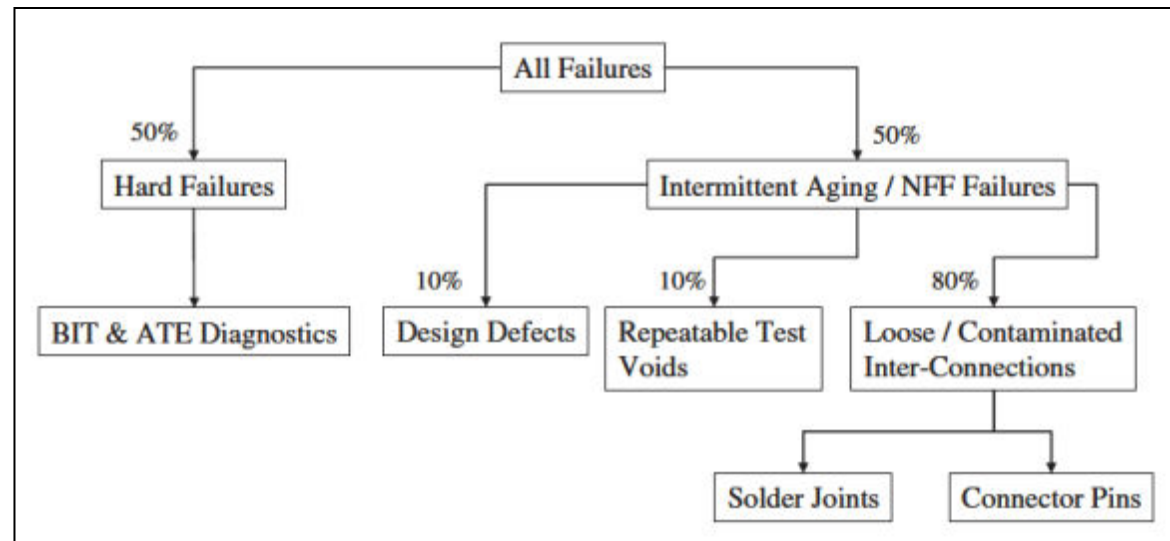 All Failures
50%
50%
Hard Failures
Intermittent Aging / NFF Failures
10%
10%
80%
BIT & ATE Diagnostics
Design Defects
Repeatable Test
Voids
Loose / Contaminated
Inter-Connections
Solder Joints
Connector Pins